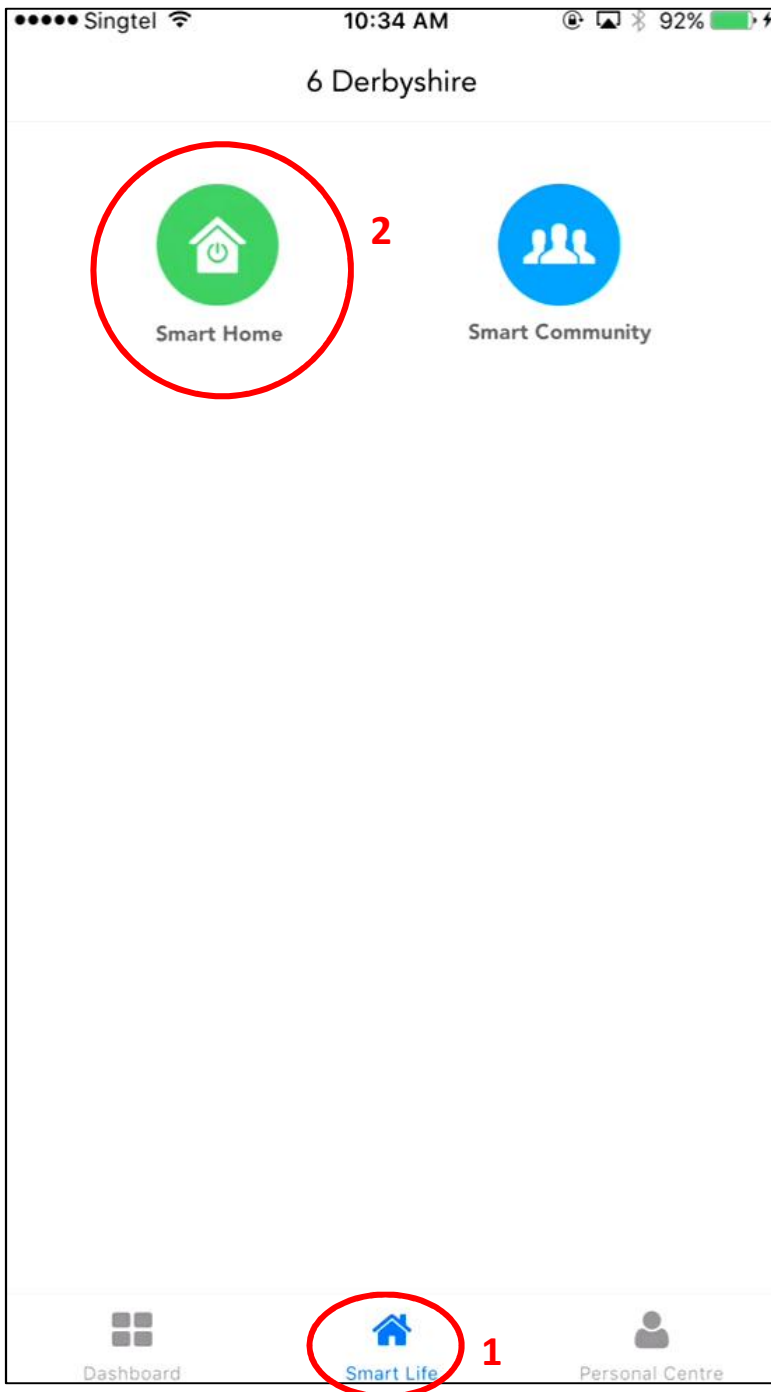 Singtel 10:34 AM 92%
6 Derbyshire
2
Smart Home Smart Community
1
Dashboard Smart Life Personal Centre